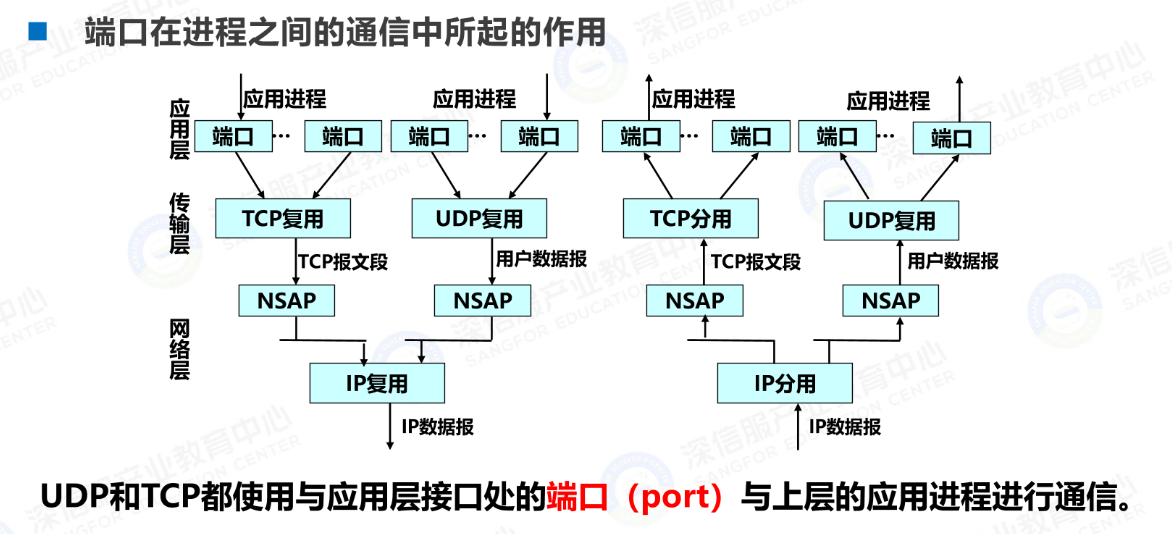 端口在进程之间的通信中所起的作用
应用进程 应用进程 应用进程 应用进程
应用层
端口 … 端口 端口 … 端口 端口 … 端口 端口 … 端口
传输层
TCP复用 UDP复用 TCP分用 UDP复用
TCP报文段 用户数据报 TCP报文段 用户数据报
NSAP NSAP NSAP NSAP
网络层
IP复用 IP分用
IP数据报 IP数据报
UDP和TCP都使用与应用层接口处的端口（port）与上层的应用进程进行通信。
深信服产业教育中心
SANGFOR EDUCATION CENTER